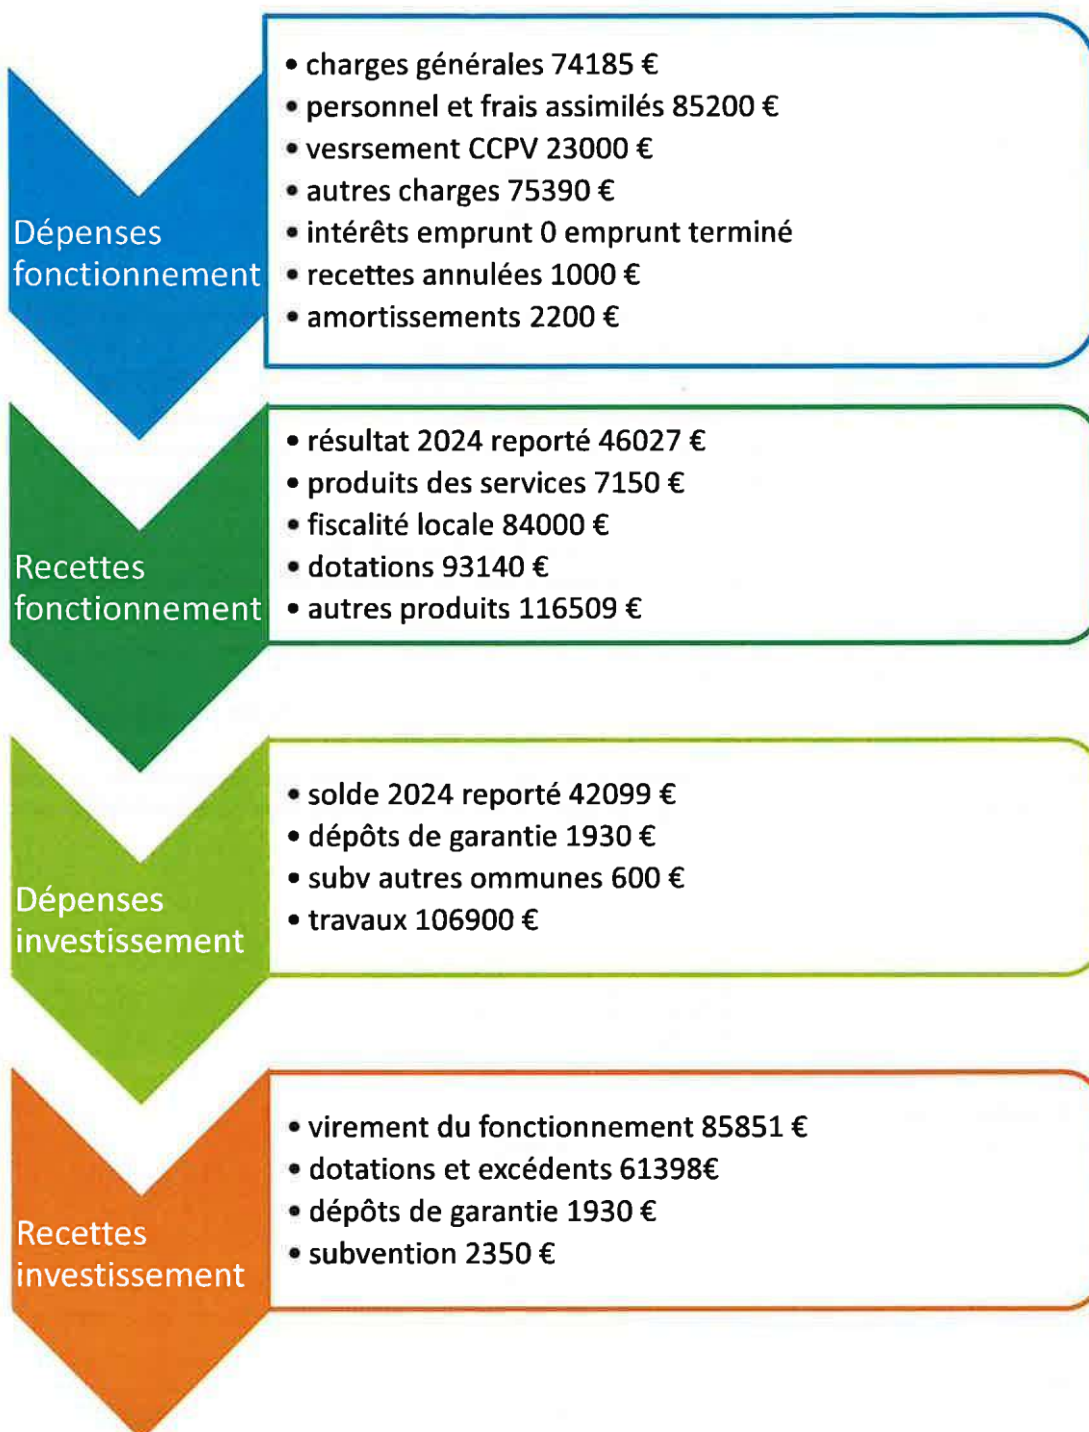 Dépenses
fonctionnement
• charges générales 74185 €
• personnel et frais assimilés 85200 €
• vesrsement CCPV 23000 €
• autres charges 75390 €
• intérêts emprunt 0 emprunt terminé
• recettes annulées 1000 €
• amortissements 2200 €
Recettes
fonctionnement
• résultat 2024 reporté 46027 €
• produits des services 7150 €
• fiscalité locale 84000 €
• dotations 93140 €
• autres produits 116509 €
Dépenses
investissement
• solde 2024 reporté 42099 €
• dépôts de garantie 1930 €
• subv autres ommunes 600 €
• travaux 106900 €
Recettes
investissement
• virement du fonctionnement 85851 €
• dotations et excédents 61398€
• dépôts de garantie 1930 €
• subvention 2350 €